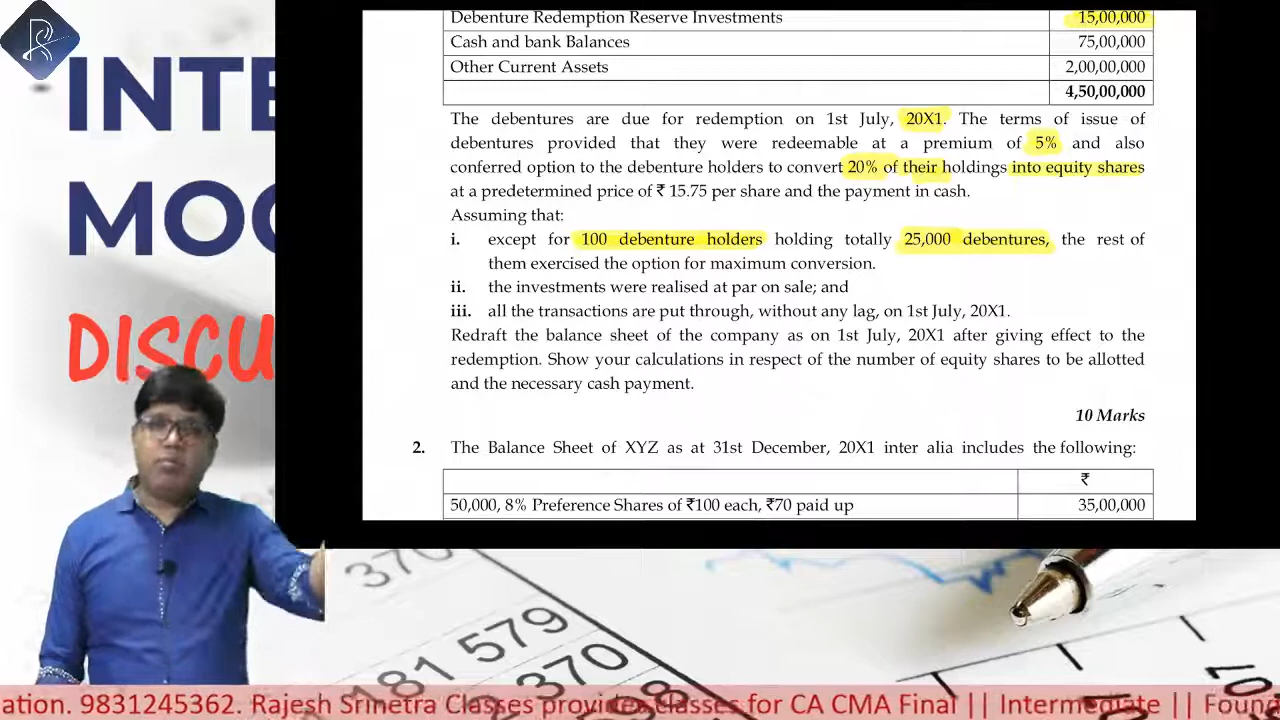 Debenture Redemption Reserve Investments 15,00,000
Cash and bank Balances 75,00,000
Other Current Assets 2,00,00,000
4,50,00,000
The debentures are due for redemption on 1st July, 20X1. The terms of issue of
debentures provided that they were redeemable at a premium of 5% and also
conferred option to the debenture holders to convert 20% of their holdings into equity shares
at a predetermined price of ₹ 15.75 per share and the payment in cash.
Assuming that:
i. except for 100 debenture holders holding totally 25,000 debentures, the rest of
them exercised the option for maximum conversion.
ii. the investments were realised at par on sale; and
iii. all the transactions are put through, without any lag, on 1st July, 20X1.
Redraft the balance sheet of the company as on 1st July, 20X1 after giving effect to the
redemption. Show your calculations in respect of the number of equity shares to be allotted
and the necessary cash payment.
10 Marks
2. The Balance Sheet of XYZ as at 31st December, 20X1 inter alia includes the following:
₹
50,000, 8% Preference Shares of ₹100 each, ₹70 paid up 35,00,000
INTE
MOC
DISCU
370
579
181
370
ation. 9831245362. Rajesh Srinetra Classes provides classes for CA CMA Final || Intermediate || Found